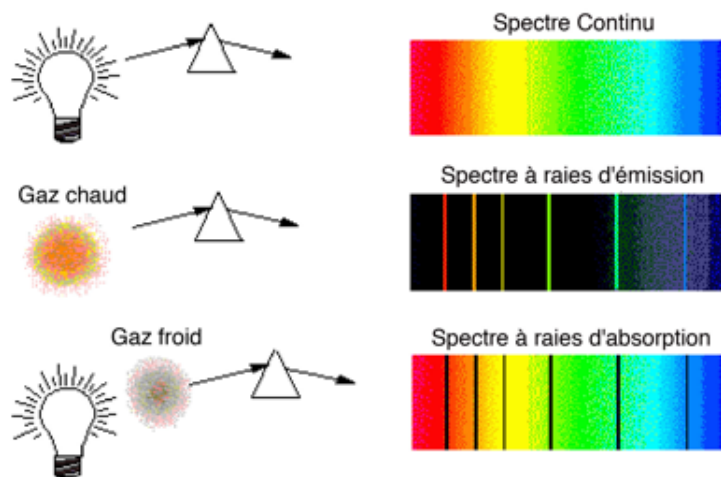 Spectre Continu
Gaz chaud
Spectre à raies d'émission
Gaz froid
Spectre à raies d'absorption